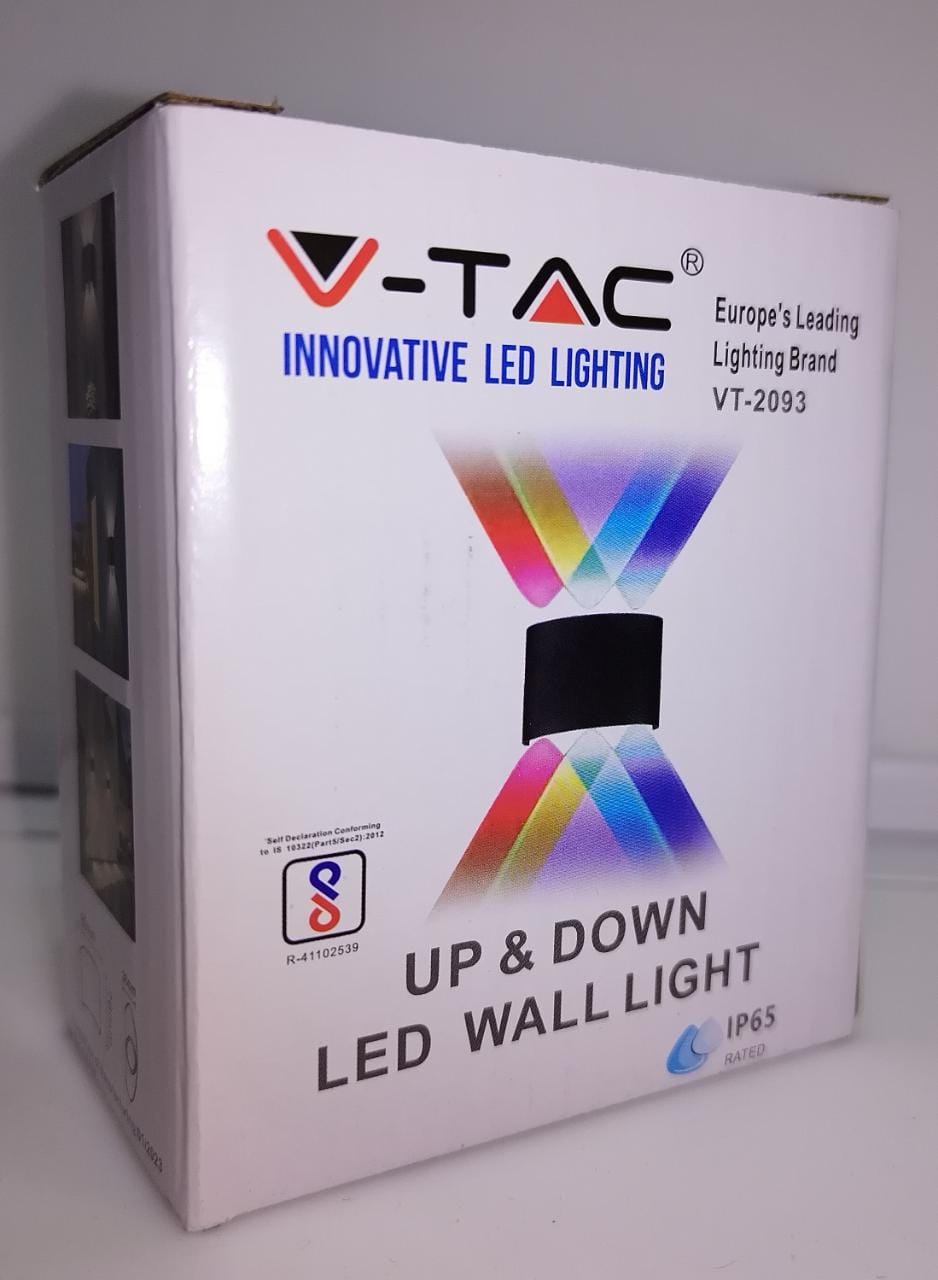 V-TAC®
INNOVATIVE LED LIGHTING
Europe's Leading
Lighting Brand
VT-2093
*Self Declaration Conforming
to IS 10322(Part5/Sec2):2012
R-41102539
UP & DOWN
LED WALL LIGHT
IP65
RATED